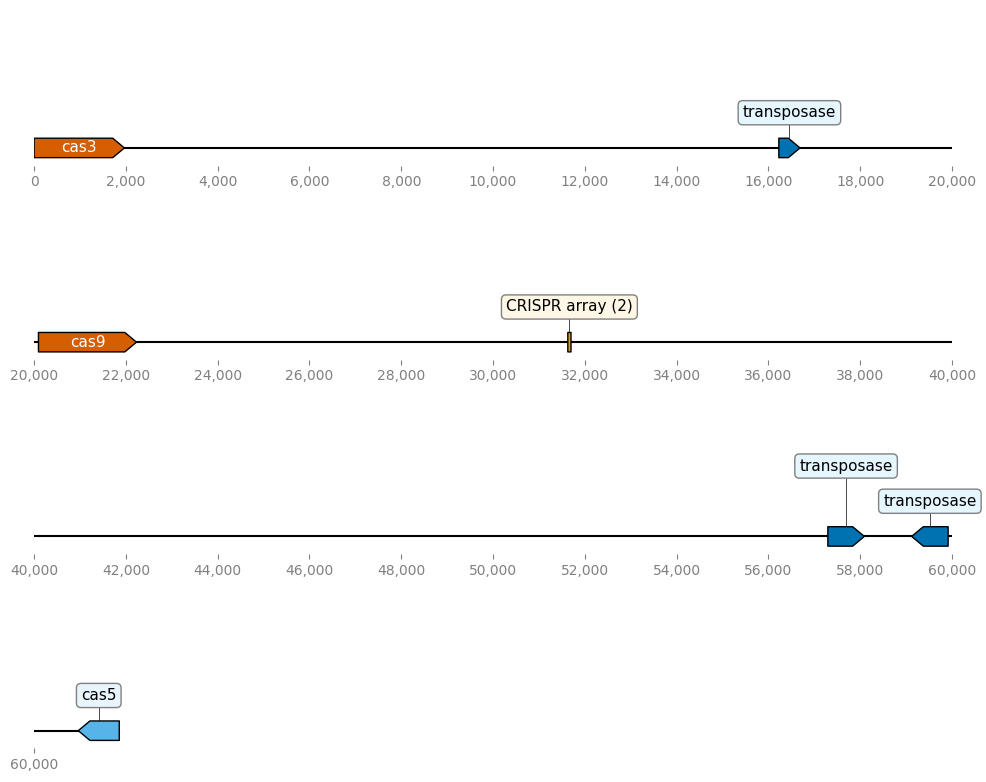 transposase
cas3
0 2,000 4,000 6,000 8,000 10,000 12,000 14,000 16,000 18,000 20,000
CRISPR array (2)
cas9
20,000 22,000 24,000 26,000 28,000 30,000 32,000 34,000 36,000 38,000 40,000
transposase
transposase
40,000 42,000 44,000 46,000 48,000 50,000 52,000 54,000 56,000 58,000 60,000
cas5
60,000